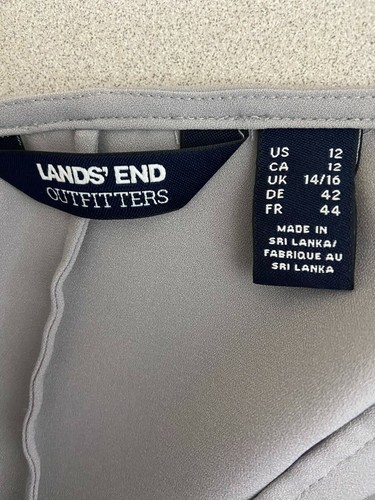 LANDS' END
OUTFITTERS
US 12
CA 12
UK 14/16
DE 42
FR 44
MADE IN
SRI LANKA/
FABRIQUE AU
SRI LANKA